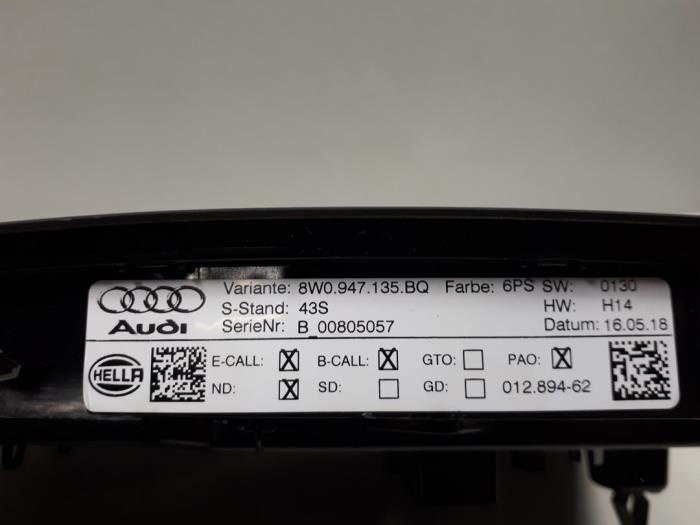 Variante: 8W0.947.135.BQ Farbe: 6PS SW: 0130
S-Stand: 43S HW: H14
Audi SerieNr: B_00805057 Datum: 16.05.18
HELLA E-CALL: B-CALL: GTO: PAO:
ND: SD: GD: 012.894-62